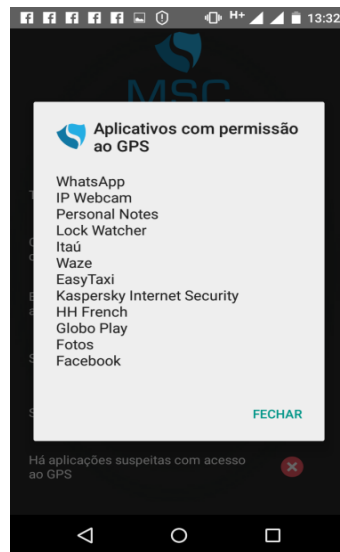 H+ 13:32
MSC
Aplicativos com permissão
ao GPS
WhatsApp
IP Webcam
Personal Notes
Lock Watcher
Itaú
Waze
EasyTaxi
Kaspersky Internet Security
HH French
Globo Play
Fotos
Facebook
FECHAR
Há aplicações suspeitas com acesso
ao GPS